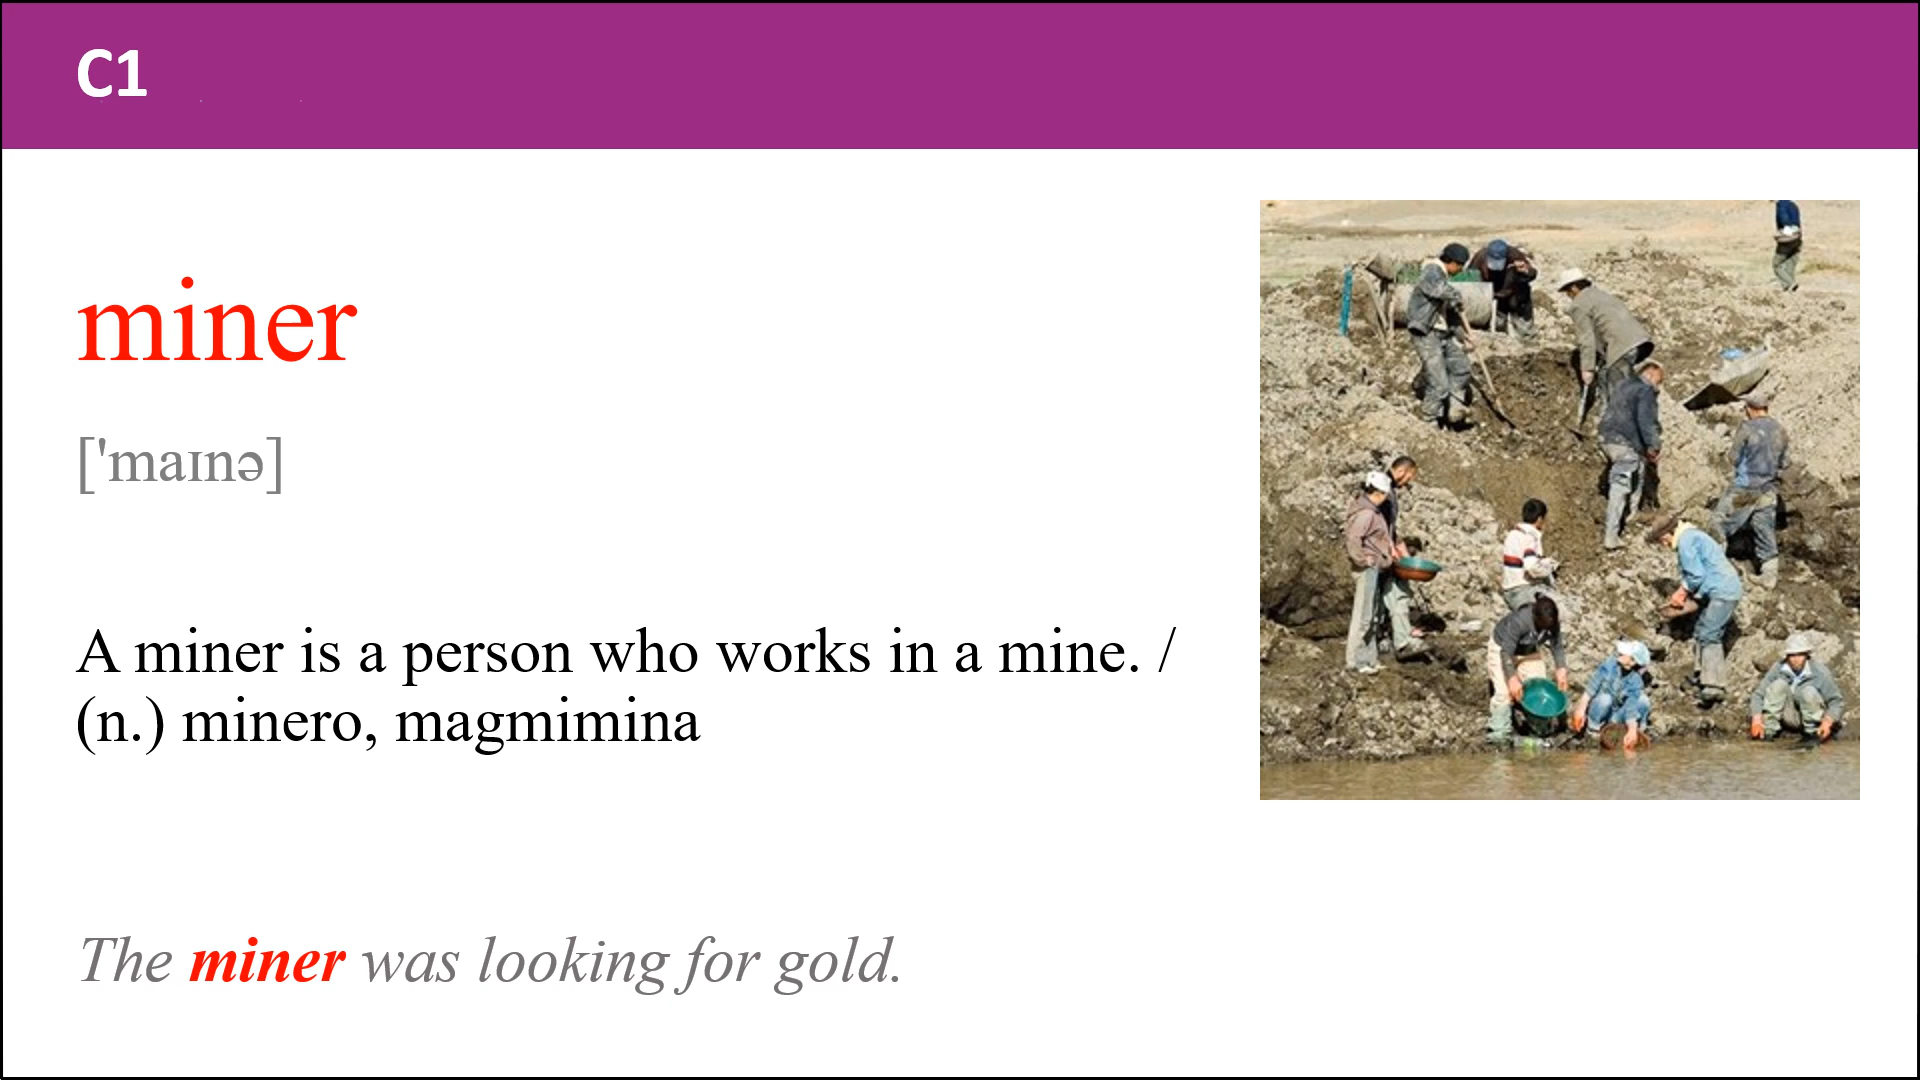 C1
miner
['maɪnə]
A miner is a person who works in a mine. /
(n.) minero, magmimina
The miner was looking for gold.